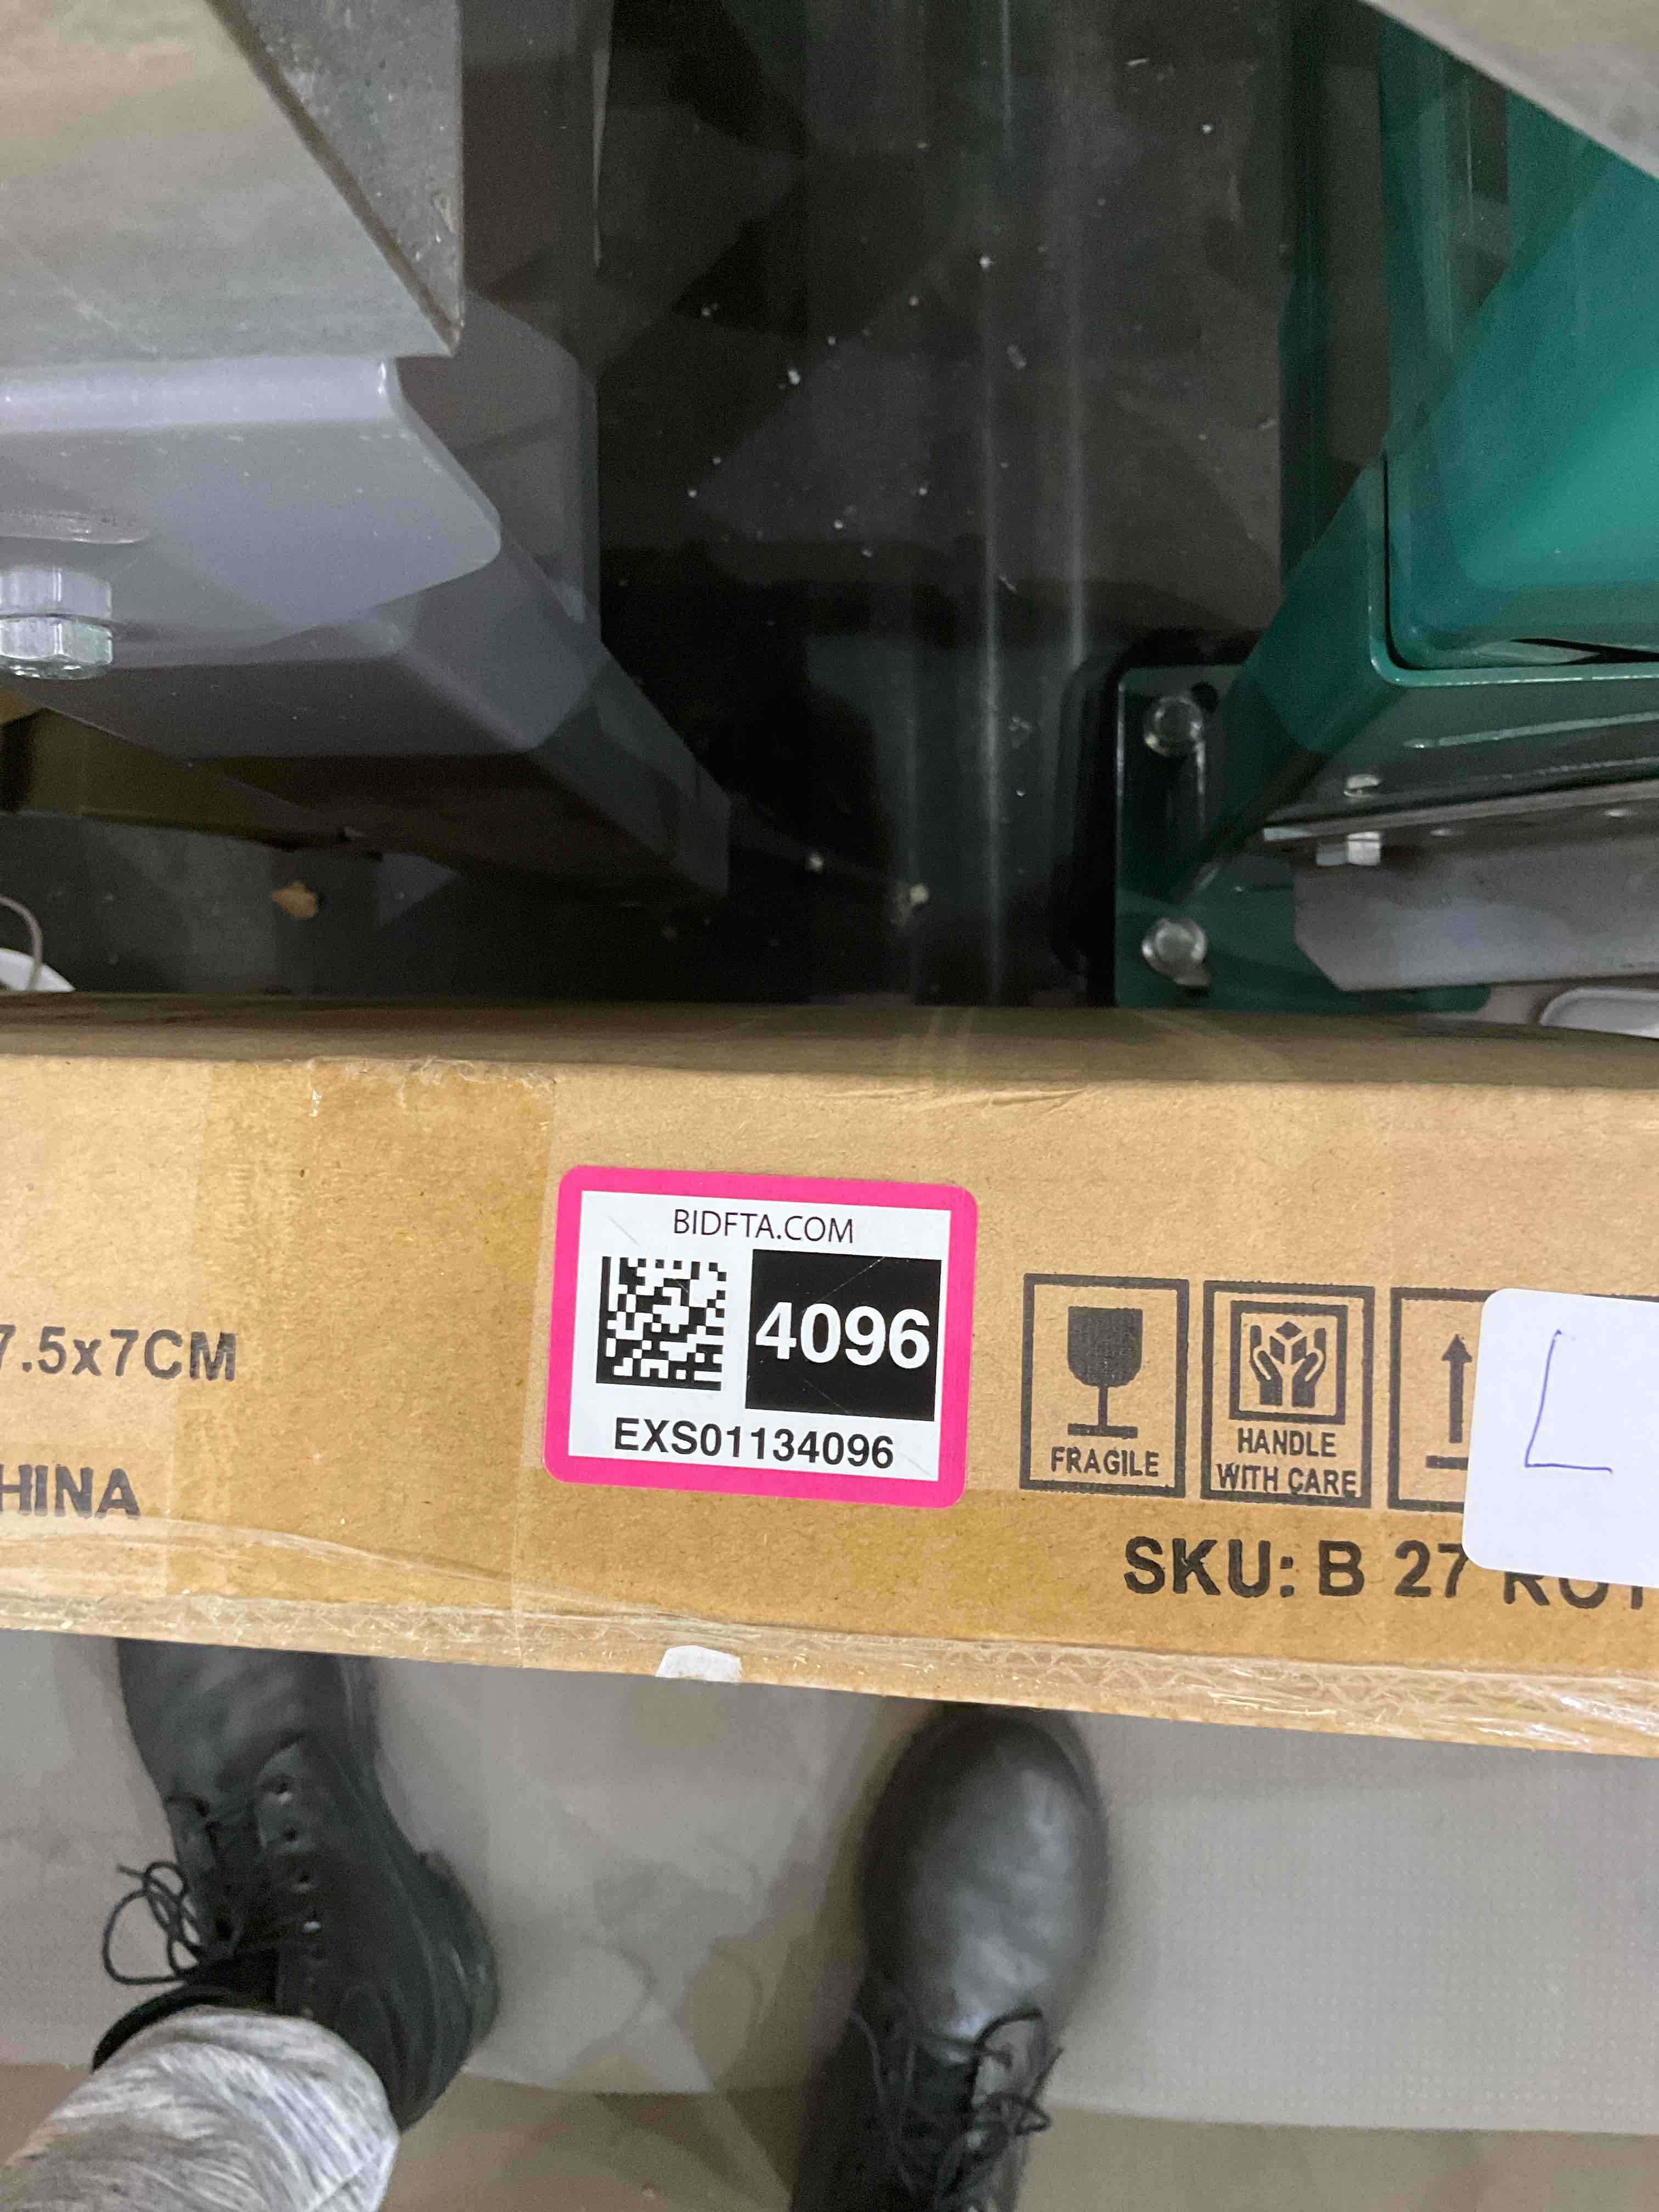 BIDFTA.COM
4096
EXS01134096
7.5x7CM
HINA
FRAGILE
HANDLE
WITH CARE
L
SKU: B 27